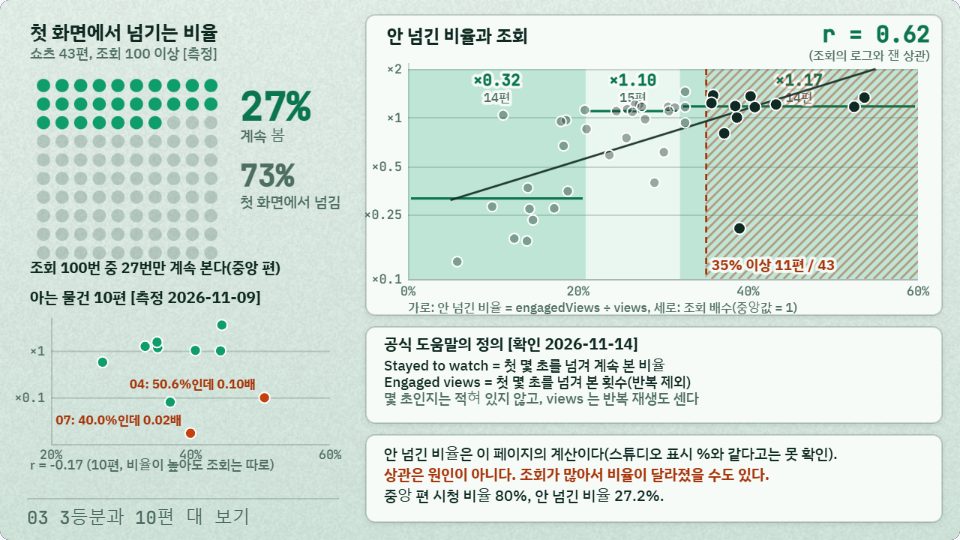 첫 화면에서 넘기는 비율
쇼츠 43편, 조회 100 이상 [측정]
27%
계속 봄
73%
첫 화면에서 넘김
조회 100번 중 27번만 계속 본다(중앙 편)
아는 물건 10편 [측정 2026-11-09]
×1
×0.1
04: 50.6%인데 0.10배
07: 40.0%인데 0.02배
20%
40%
60%
r = -0.17 (10편, 비율이 높아도 조회는 따로)
03 3등분과 10편 대 보기
안 넘긴 비율과 조회
r = 0.62
(조회의 로그와 잰 상관)
×2
×1
×0.5
×0.25
×0.1
×0.32
14편
×1.10
15편
×1.17
14편
35% 이상 11편 / 43
0%
20%
40%
60%
가로: 안 넘긴 비율 = engagedViews ÷ views, 세로: 조회 배수(중앙값 = 1)
공식 도움말의 정의 [확인 2026-11-14]
Stayed to watch = 첫 몇 초를 넘겨 계속 본 비율
Engaged views = 첫 몇 초를 넘겨 본 횟수(반복 제외)
몇 초인지는 적혀 있지 않고, views 는 반복 재생도 센다
안 넘긴 비율은 이 페이지의 계산이다(스튜디오 표시 %와 같다고는 못 확인).
상관은 원인이 아니다. 조회가 많아서 비율이 달라졌을 수도 있다.
중앙 편 시청 비율 80%, 안 넘긴 비율 27.2%.